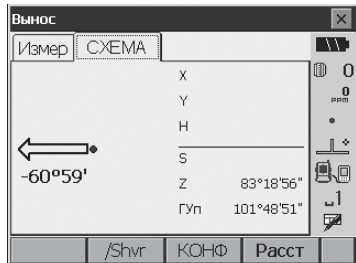 Вынос
Измер СХЕМА
X
Y
H
S
Z 83°18'56"
ГУп 101°48'51"
-60°59'
0
0
PPM
1
/Shvr КОНФ Расст